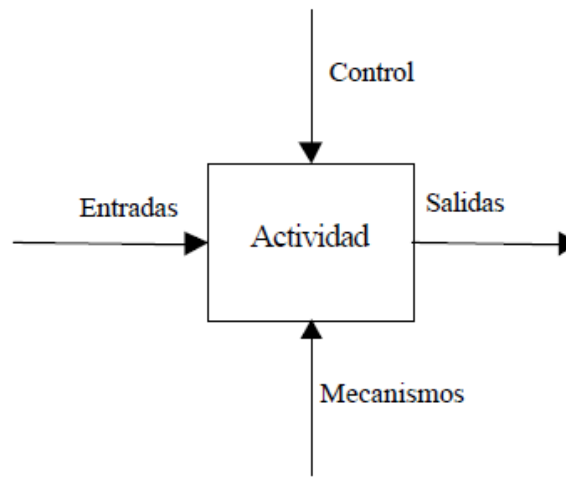 Control
Entradas
Salidas
Actividad
Mecanismos